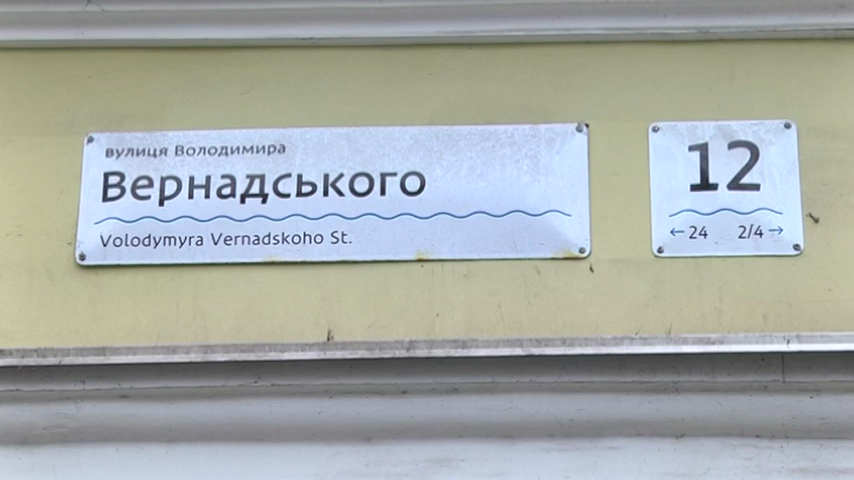 вулиця Володимира
Вернадського
Volodymyra Vernadskoho St.
12
←24 2/4→